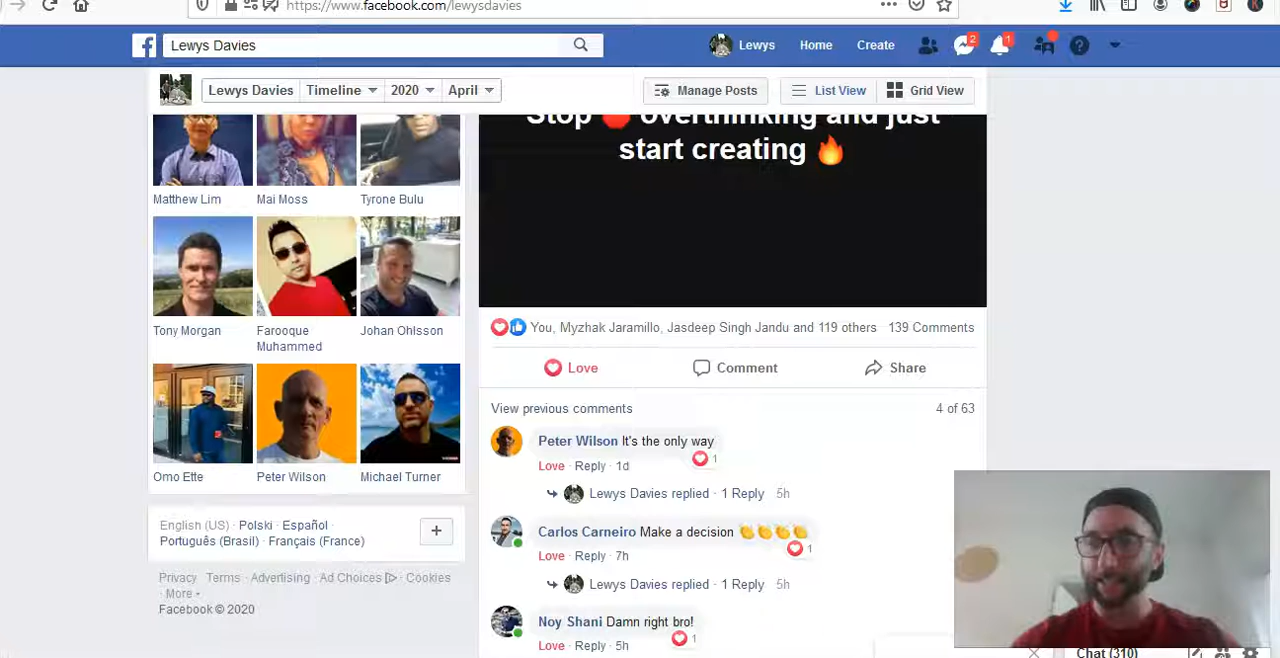 https://www.facebook.com/lewysdavies
Lewys Davies
Lewys
Home
Create
2
1
Lewys Davies
Timeline
2020
April
Manage Posts
List View
Grid View
Stop 🛑 overthinking and just
start creating 🔥
Matthew Lim
Mai Moss
Tyrone Bulu
Tony Morgan
Farooque
Muhammed
Johan Ohlsson
Omo Ette
Peter Wilson
Michael Turner
English (US) · Polski · Español ·
Português (Brasil) · Français (France)
+
Privacy · Terms · Advertising · Ad Choices · Cookies
· More
Facebook © 2020
You, Myzhak Jaramillo, Jasdeep Singh Jandu and 119 others
139 Comments
Love
Comment
Share
View previous comments
4 of 63
Peter Wilson It's the only way
1
Love · Reply · 1d
Lewys Davies replied · 1 Reply 5h
Carlos Carneiro Make a decision 👏👏👏👏
1
Love · Reply · 7h
Lewys Davies replied · 1 Reply 5h
Noy Shani Damn right bro!
1
Love · Reply · 5h
Chat (310)